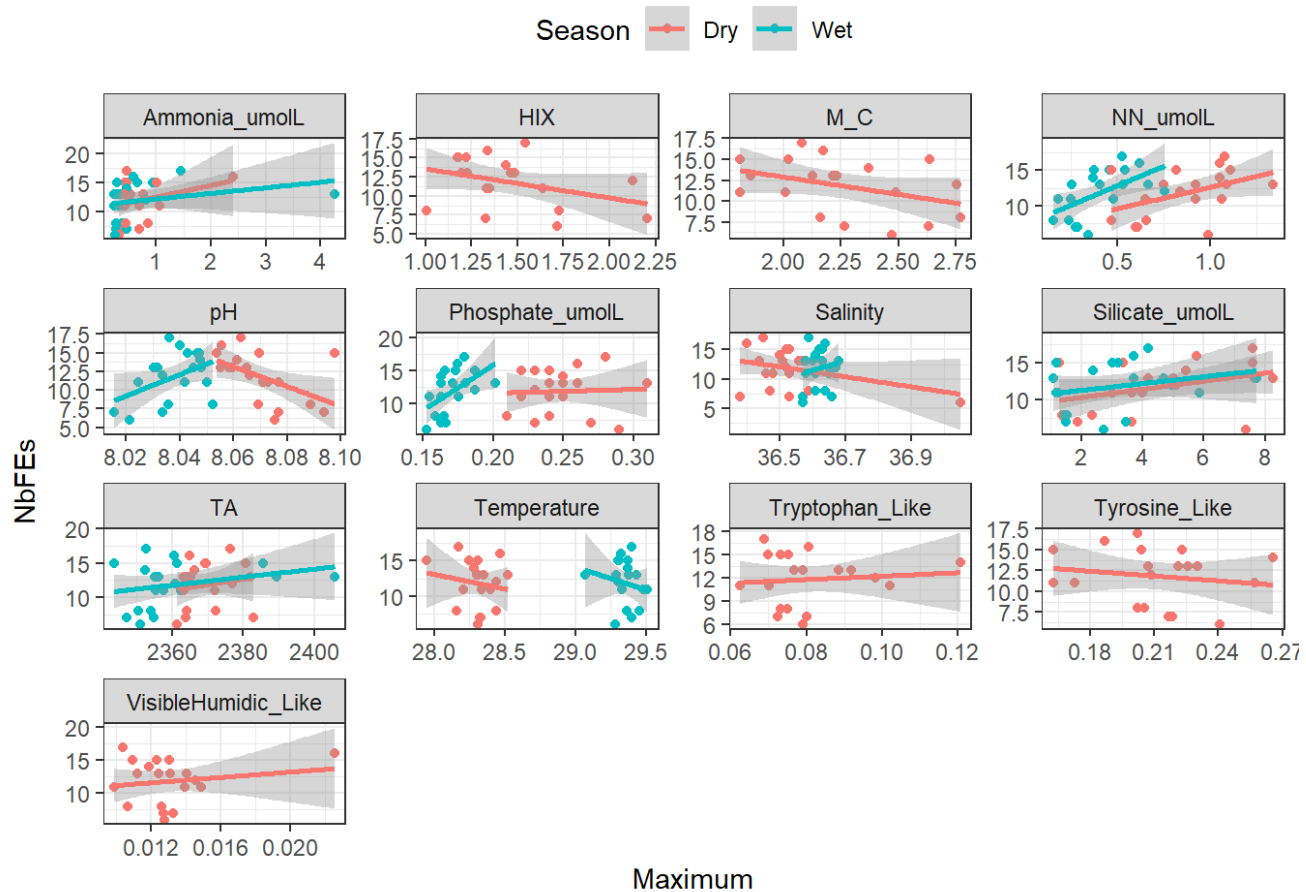 Season Dry Wet
Ammonia_umolL HIX M_C NN_umolL
20 15 10
17.5 15.0 12.5 10.0 7.5 5.0
17.5 15.0 12.5 10.0 7.5
15 10
1 2 3 4
1.00 1.25 1.50 1.75 2.00 2.25
2.00 2.25 2.50 2.75
0.5 1.0
pH Phosphate_umolL Salinity Silicate_umolL
17.5 15.0 12.5 10.0 7.5 5.0
20 15 10
15 10 5
15 10
8.02 8.04 8.06 8.08 8.10
0.15 0.20 0.25 0.30
36.5 36.7 36.9
2 4 6 8
NbFEs
TA Temperature Tryptophan_Like Tyrosine_Like
20 15 10
15 10
18 15 12 9 6
17.5 15.0 12.5 10.0 7.5
2360 2380 2400
28.0 28.5 29.0 29.5
0.06 0.08 0.10 0.12
0.18 0.21 0.24 0.27
VisibleHumidic_Like
20 15 10
0.012 0.016 0.020
Maximum